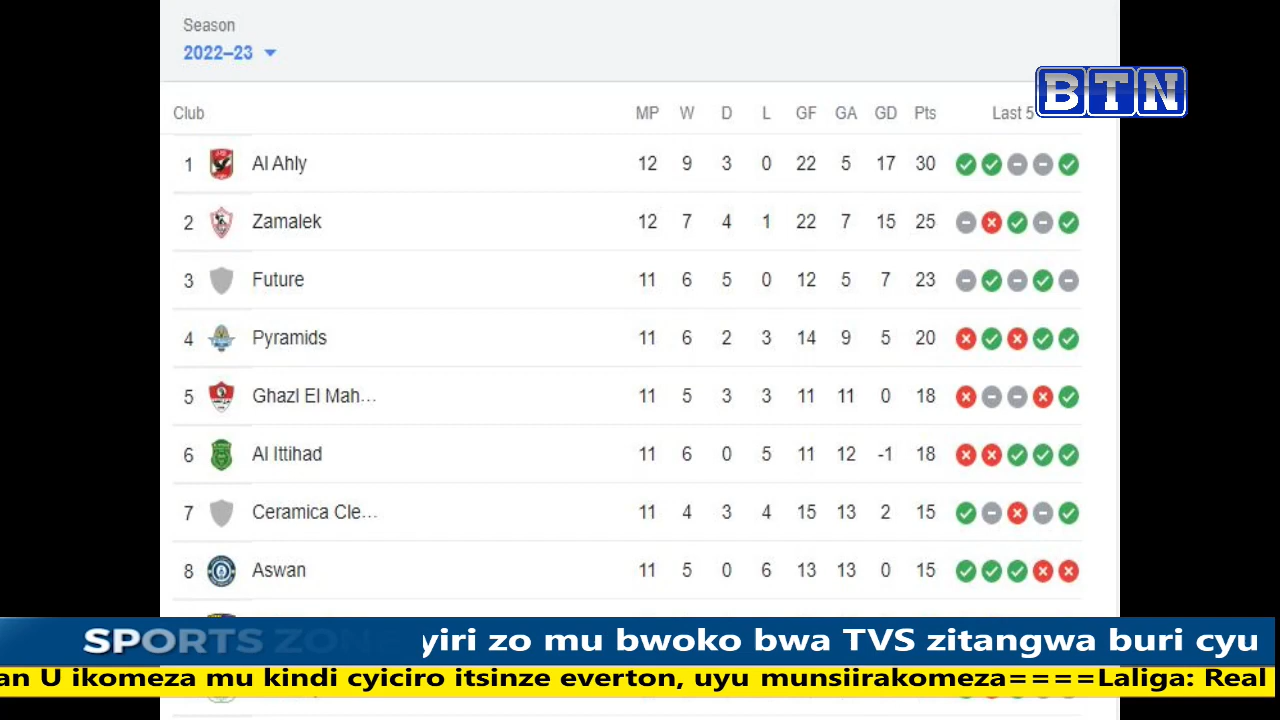 Season
2022–23
BTN
Club MP W D L GF GA GD Pts Last 5
1 Al Ahly 12 9 3 0 22 5 17 30
2 Zamalek 12 7 4 1 22 7 15 25
3 Future 11 6 5 0 12 5 7 23
4 Pyramids 11 6 2 3 14 9 5 20
5 Ghazl El Mah... 11 5 3 3 11 11 0 18
6 Al Ittihad 11 6 0 5 11 12 -1 18
7 Ceramica Cle... 11 4 3 4 15 13 2 15
8 Aswan 11 5 0 6 13 13 0 15
SPORTS ZON yiri zo mu bwoko bwa TVS zitangwa buri cyu
an U ikomeza mu kindi cyiciro itsinze everton, uyu munsiirakomeza====Laliga: Real